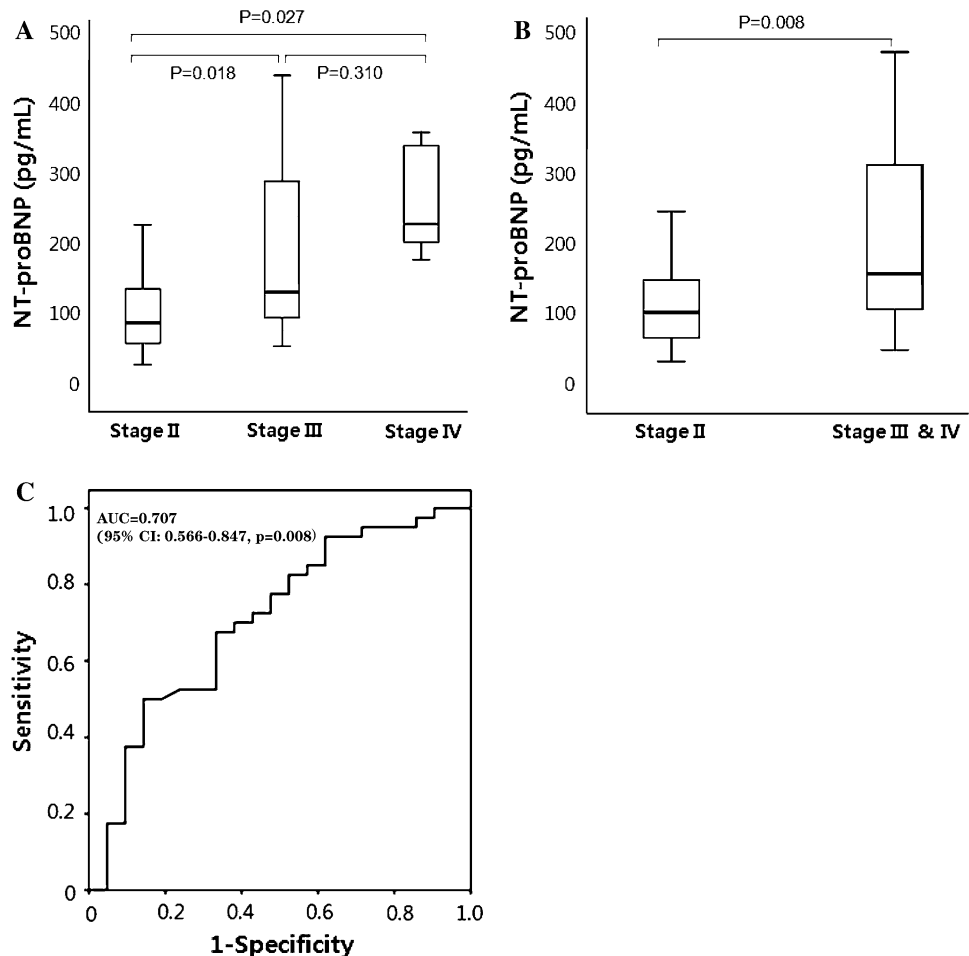 A
P=0.027
P=0.018
P=0.310
NT-proBNP (pg/mL)
500
400
300
200
100
0
Stage II
Stage III
Stage IV
B
P=0.008
NT-proBNP (pg/mL)
500
400
300
200
100
0
Stage II
Stage III & IV
C
AUC=0.707
(95% CI: 0.566-0.847, p=0.008)
Sensitivity
1.0
0.8
0.6
0.4
0.2
0
0
0.2
0.4
0.6
0.8
1.0
1-Specificity